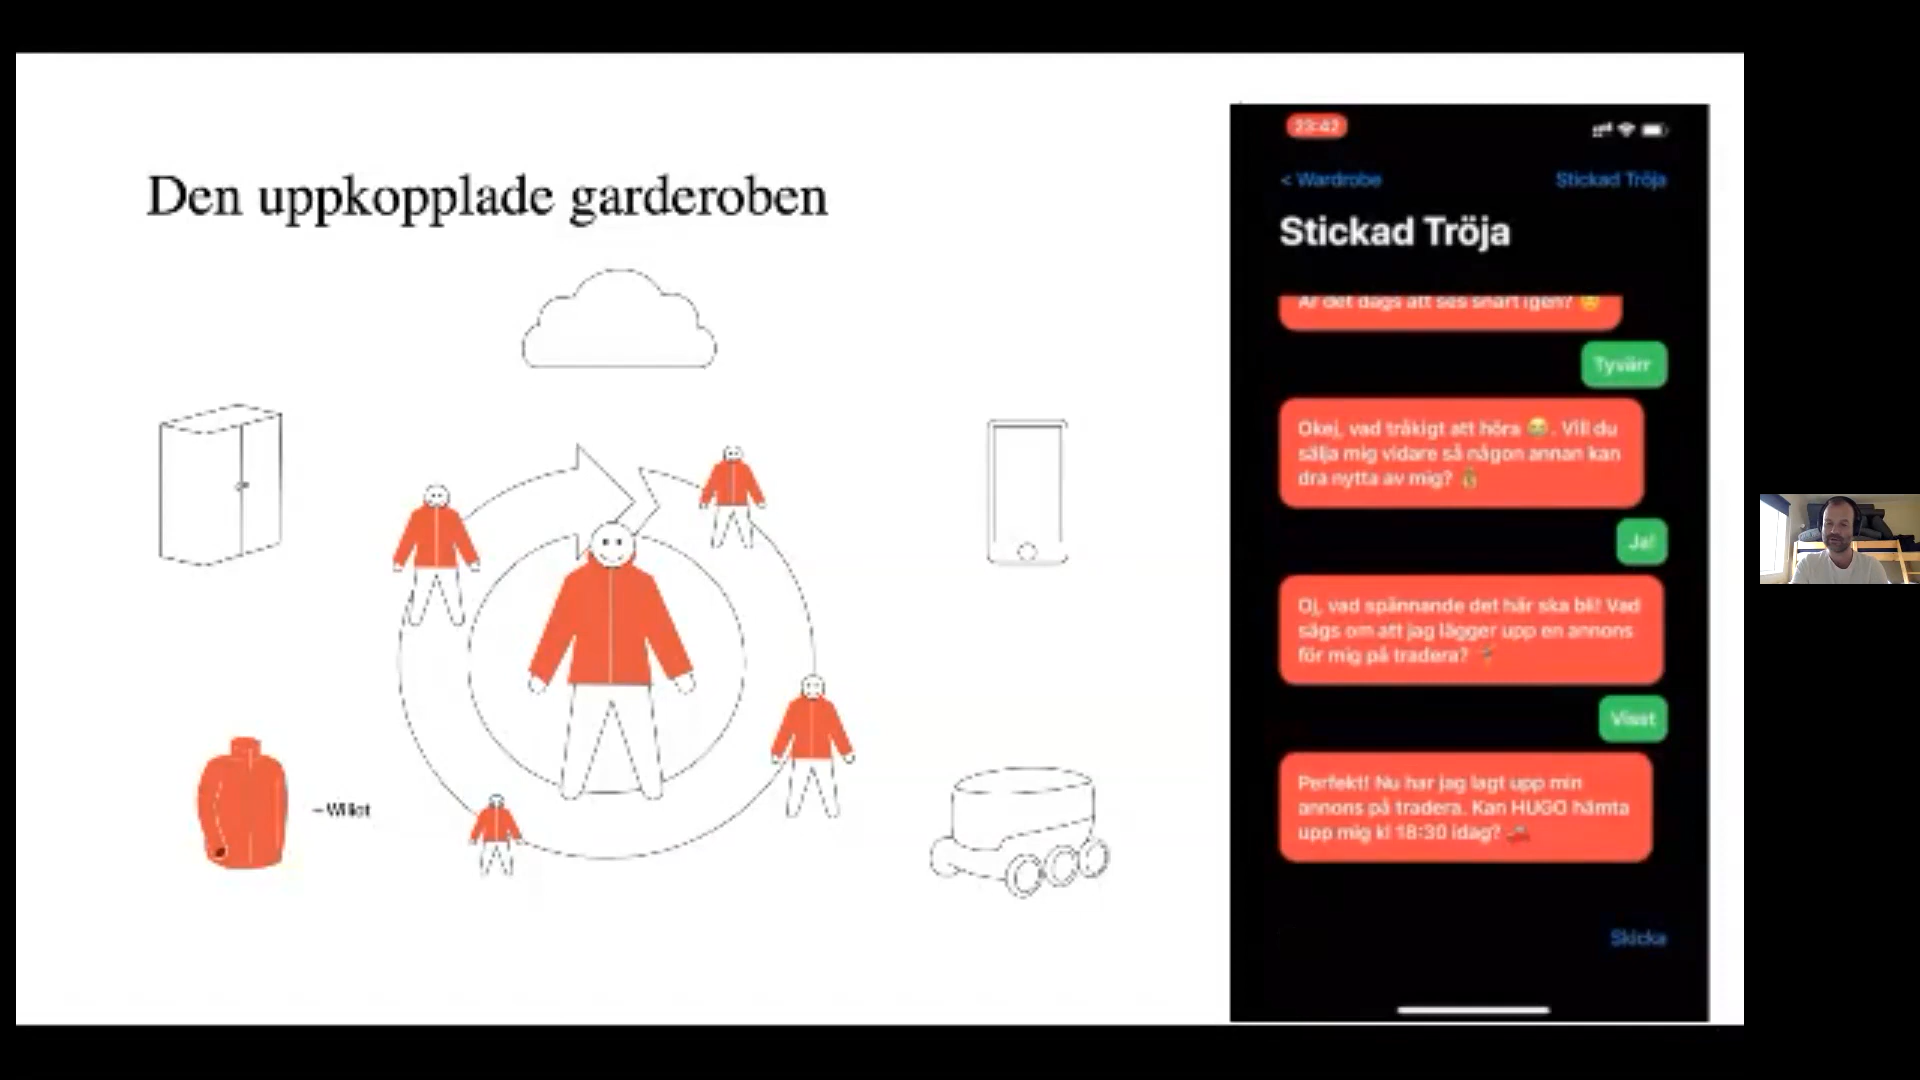 Den uppkopplade garderoben
– Wiliot
23:42
< Wardrobe
Stickad Tröja
Stickad Tröja
Är det dags att ses snart igen? 😊
Tyvärr
Okej, vad tråkigt att höra 😂. Vill du
sälja mig vidare så någon annan kan
dra nytta av mig? 💰
Ja!
Oj, vad spännande det här ska bli! Vad
sägs om att jag lägger upp en annons
för mig på tradera?
Visst
Perfekt! Nu har jag lagt upp min
annons på tradera. Kan HUGO hämta
upp mig kl 18:30 idag? 🚗
Skicka